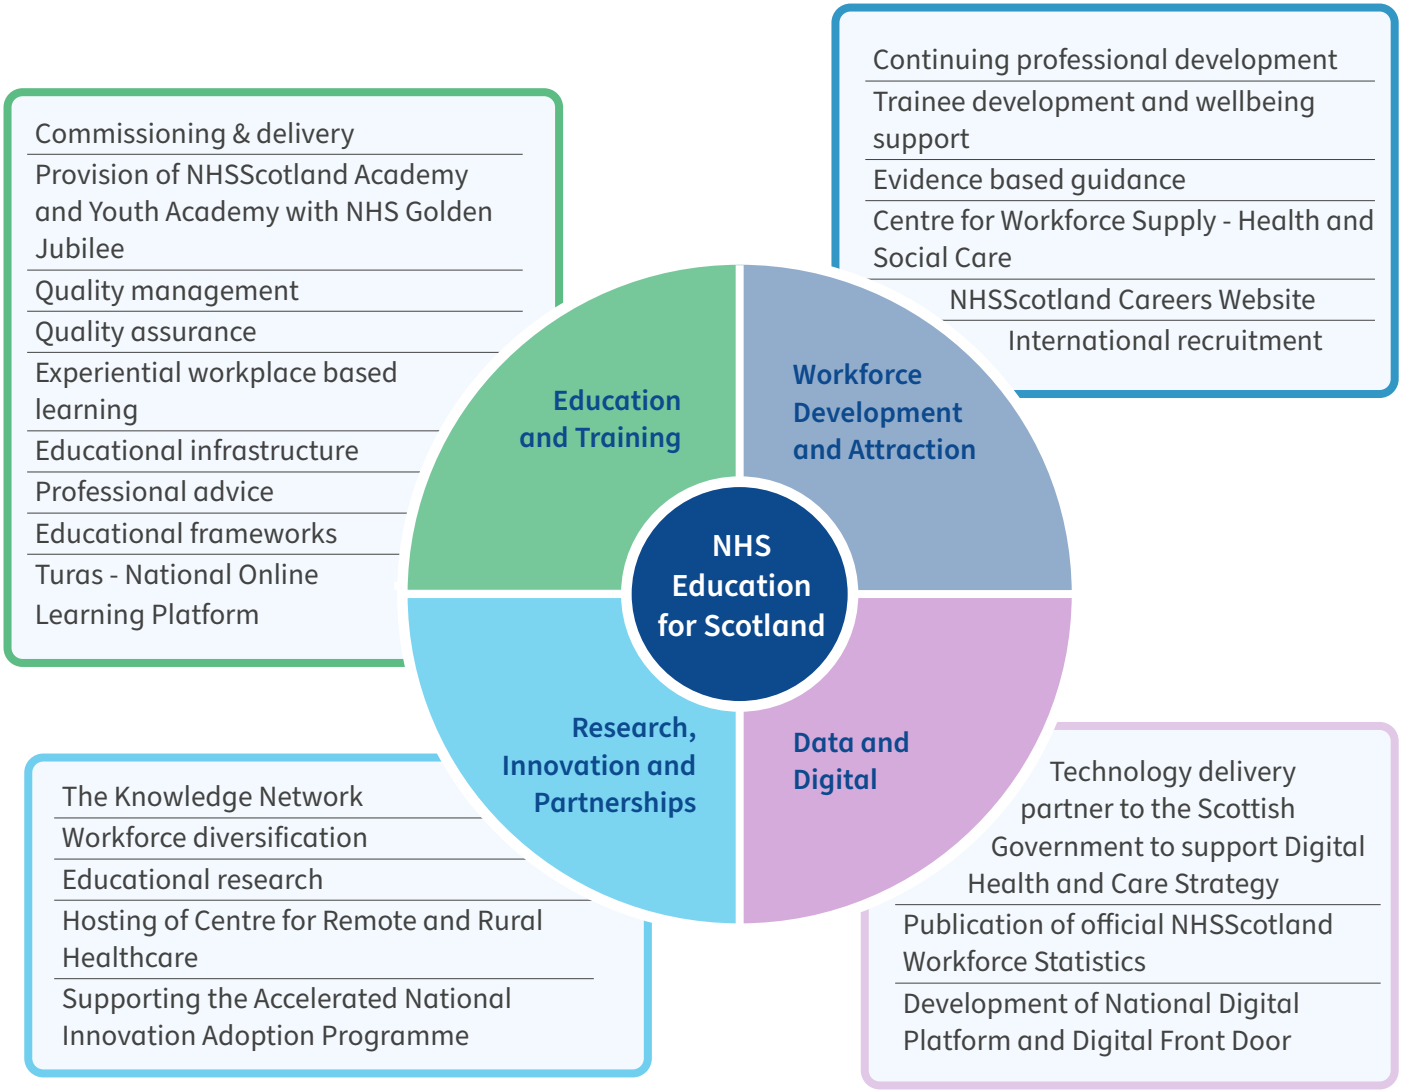 Commissioning & delivery
Provision of NHSScotland Academy
and Youth Academy with NHS Golden
Jubilee
Quality management
Quality assurance
Experiential workplace based
learning
Educational infrastructure
Professional advice
Educational frameworks
Turas - National Online
Learning Platform
Continuing professional development
Trainee development and wellbeing
support
Evidence based guidance
Centre for Workforce Supply - Health and
Social Care
NHSScotland Careers Website
International recruitment
Education
and Training
Workforce
Development
and Attraction
NHS
Education
for Scotland
Research,
Innovation and
Partnerships
Data and
Digital
The Knowledge Network
Workforce diversification
Educational research
Hosting of Centre for Remote and Rural
Healthcare
Supporting the Accelerated National
Innovation Adoption Programme
Technology delivery
partner to the Scottish
Government to support Digital
Health and Care Strategy
Publication of official NHSScotland
Workforce Statistics
Development of National Digital
Platform and Digital Front Door